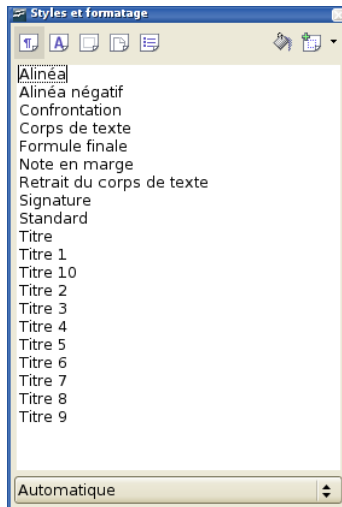 Styles et formatage
Alinéa
Alinéa négatif
Confrontation
Corps de texte
Formule finale
Note en marge
Retrait du corps de texte
Signature
Standard
Titre
Titre 1
Titre 10
Titre 2
Titre 3
Titre 4
Titre 5
Titre 6
Titre 7
Titre 8
Titre 9
Automatique